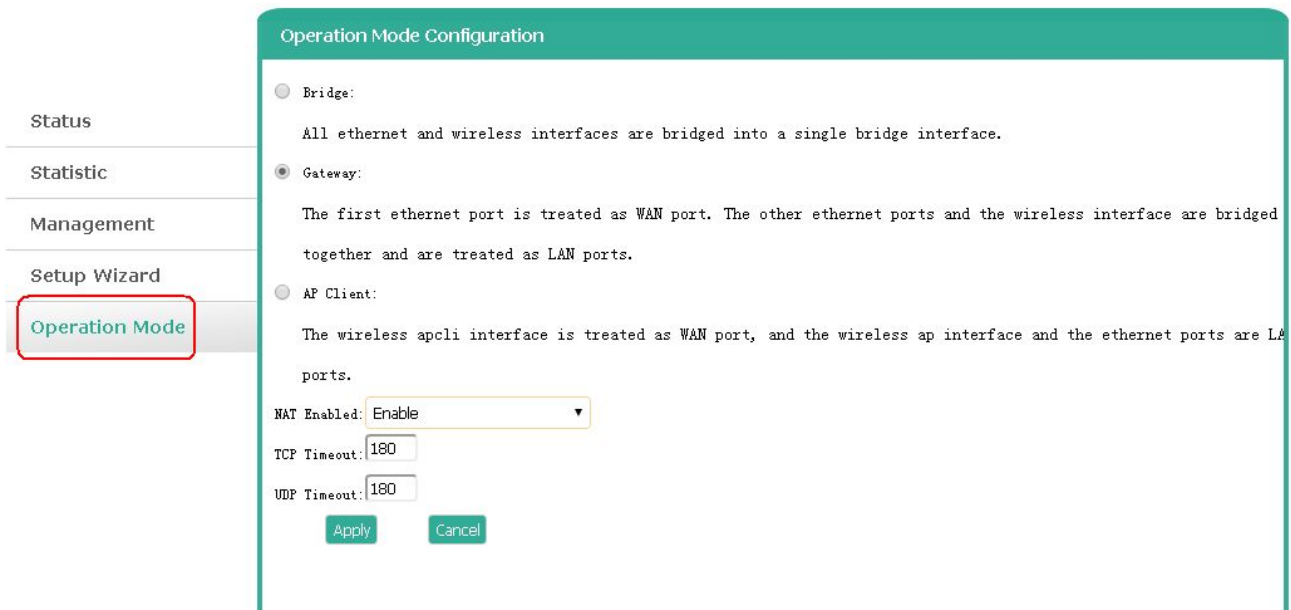 Operation Mode Configuration
Status
Statistic
Management
Setup Wizard
Operation Mode
Bridge:
All ethernet and wireless interfaces are bridged into a single bridge interface.
Gateway:
The first ethernet port is treated as WAN port. The other ethernet ports and the wireless interface are bridged
together and are treated as LAN ports.
AP Client:
The wireless apcli interface is treated as WAN port, and the wireless ap interface and the ethernet ports are LA
ports.
NAT Enabled: Enable
TCP Timeout: 180
UDP Timeout: 180
Apply Cancel